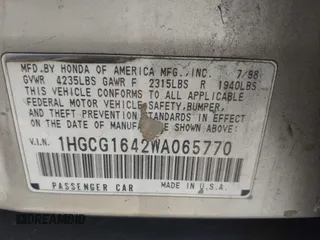 MFD. BY HONDA OF AMERICA MFG., INC. 7/98
GVWR 4235LBS GAWR F 2315LBS R 1940LBS
THIS VEHICLE CONFORMS TO ALL APPLICABLE
FEDERAL MOTOR VEHICLE SAFETY, BUMPER,
AND THEFT PREVENTION STANDARDS IN EFFECT
ON THE DATE OF MANUFACTURE SHOWN ABOVE.
V.I.N. 1HGCG1642WA065770
PASSENGER CAR MADE IN U.S.A.
DREAMBID